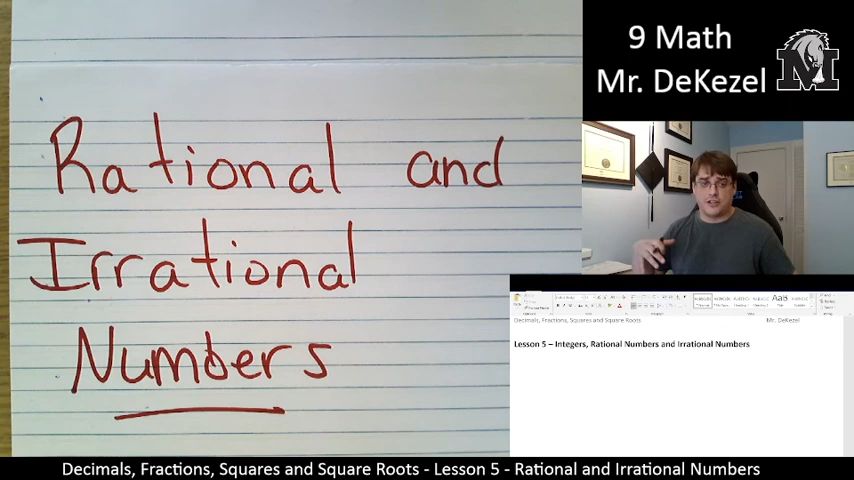 Rational and
Irrational
Numbers
9 Math
Mr. DeKezel
M
Decimals, Fractions, Squares and Square Roots
Mr. DeKezel
Lesson 5 – Integers, Rational Numbers and Irrational Numbers
Decimals, Fractions, Squares and Square Roots - Lesson 5 - Rational and Irrational Numbers